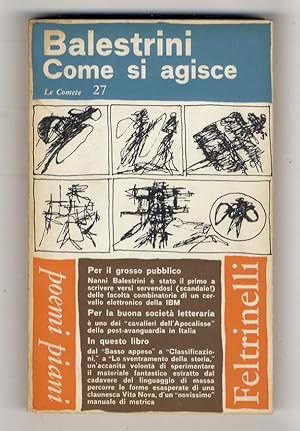 Balestrini
Come si agisce
Le Comete 27
poemi piani
Per il grosso pubblico
Nanni Balestrini è stato il primo a
scrivere versi servendosi (scandalo!)
delle facoltà combinatorie di un cer-
vello elettronico della IBM
Per la buona società letteraria
è uno dei "cavalieri dell'Apocalisse"
della post-avanguardia in Italia
In questo libro
dal "Sasso appeso" a "Classificazio-
ni," a "Lo sventramento della storia,"
un'accanita volontà di sperimentare
il materiale fantastico estratto dal
cadavere del linguaggio di massa
percorre le forme esasperate di una
claunesca Vita Nova, d'un "novissimo"
manuale di metrica
Feltrinelli